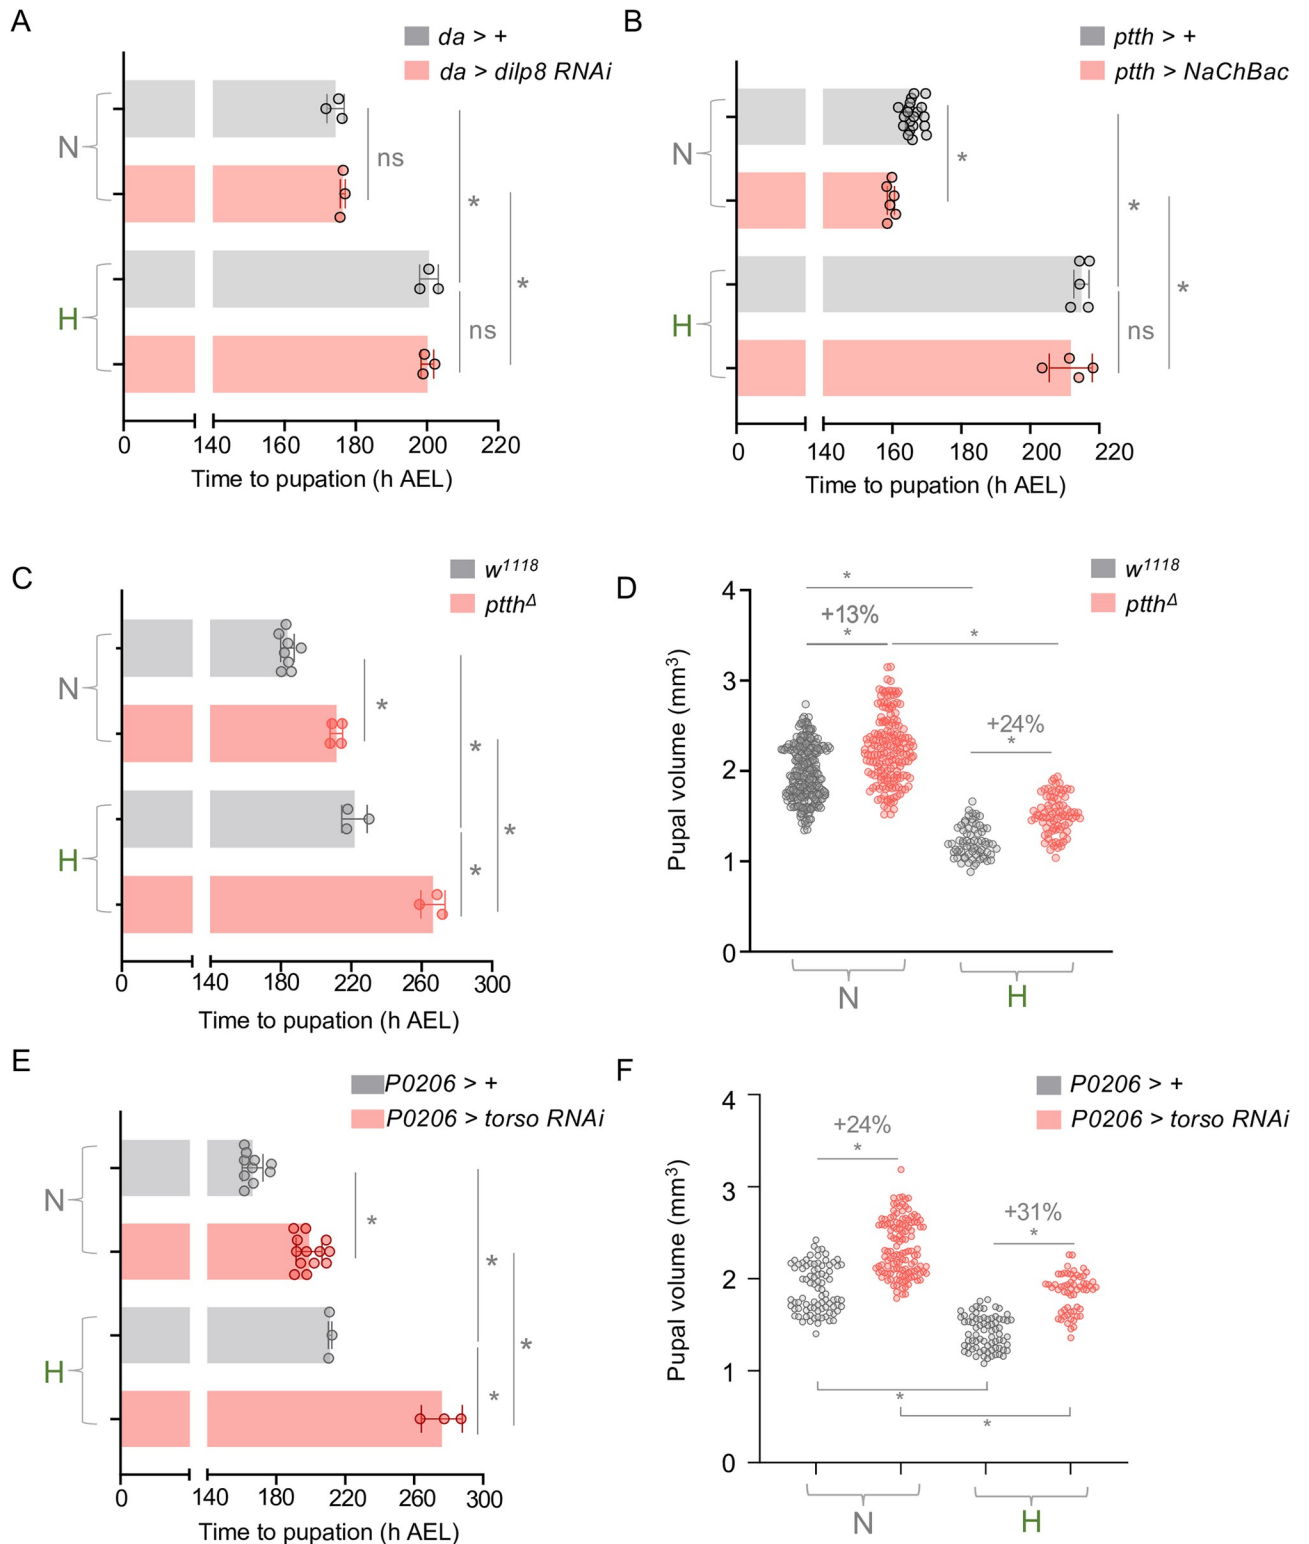 A
da > +
da > dilp8 RNAi
N
H
ns
*
*
ns
0 140 160 180 200 220
Time to pupation (h AEL)
B
ptth > +
ptth > NaChBac
N
H
*
*
*
ns
0 140 160 180 200 220
Time to pupation (h AEL)
C
w1118
ptthΔ
N
H
*
*
*
*
0 140 180 220 260 300
Time to pupation (h AEL)
D
w1118
ptthΔ
Pupal volume (mm3)
4
3
2
1
0
*
+13%
*
*
+24%
*
N H
E
P0206 > +
P0206 > torso RNAi
N
H
*
*
*
*
0 140 180 220 260 300
Time to pupation (h AEL)
F
P0206 > +
P0206 > torso RNAi
Pupal volume (mm3)
4
3
2
1
0
+24%
*
+31%
*
*
*
N H